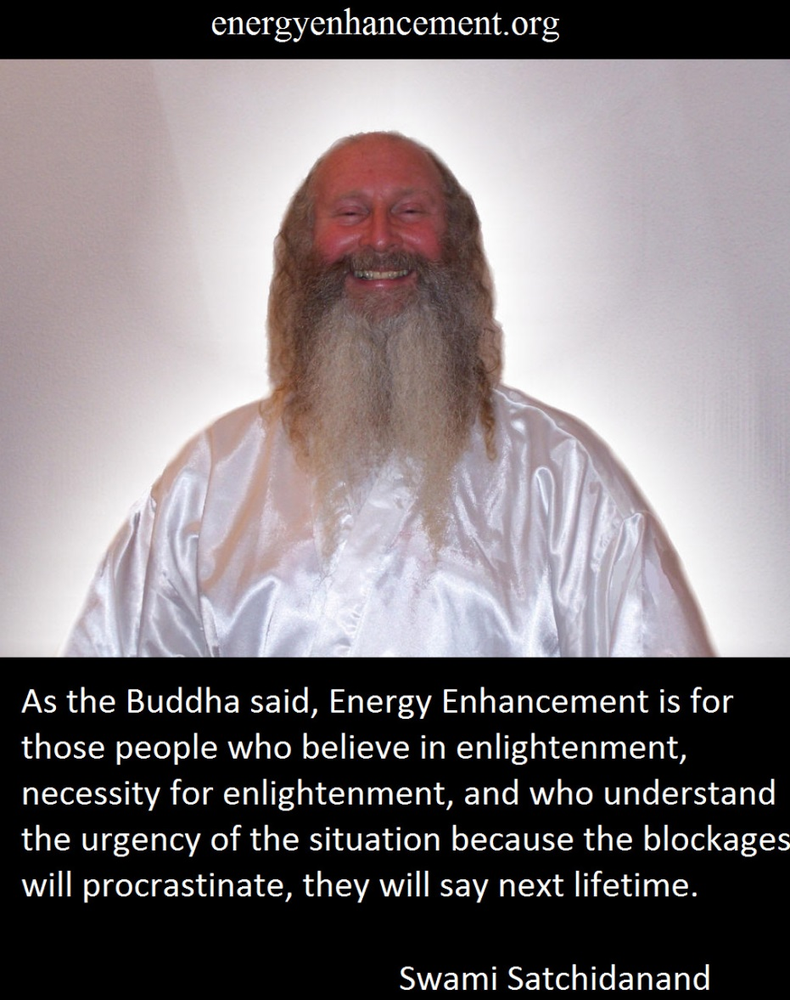 energyenhancement.org
As the Buddha said, Energy Enhancement is for
those people who believe in enlightenment,
necessity for enlightenment, and who understand
the urgency of the situation because the blockages
will procrastinate, they will say next lifetime.
Swami Satchidanand